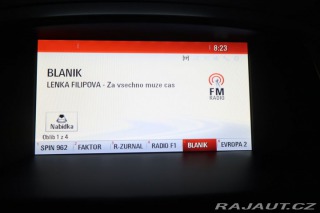 8:23
BLANIK
LENKA FILIPOVA - Za vsechno muze cas
FM
RADIO
Nabídka
Oblíb 1 z 4
SPIN 962 FAKTOR R-ZURNAL RADIO F1 BLANIK EVROPA 2
RAJAUT.CZ